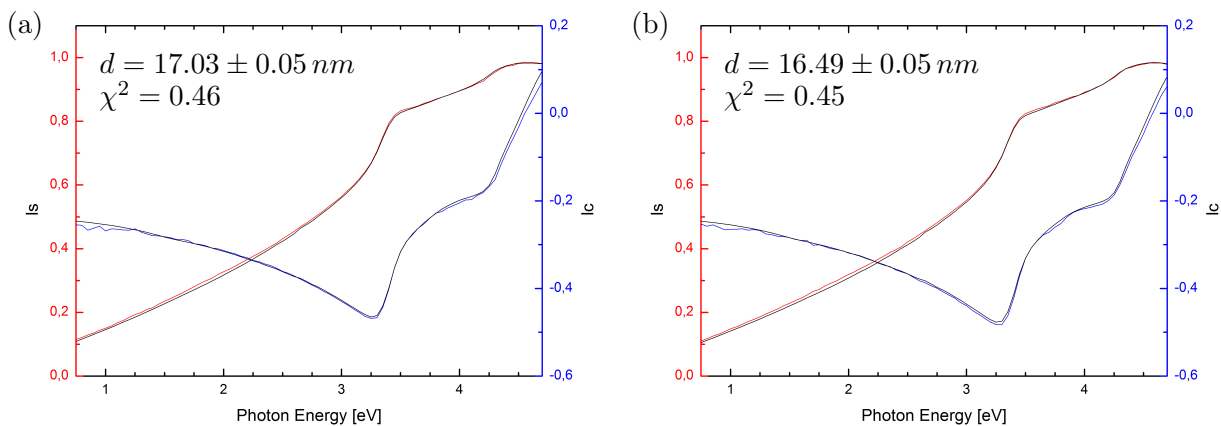 (a)
d = 17.03 ± 0.05 nm
χ² = 0.46
1,0
0,8
0,6
0,4
0,2
0,0
Is
0,2
0,0
-0,2
-0,4
-0,6
Ic
1 2 3 4
Photon Energy [eV]
(b)
d = 16.49 ± 0.05 nm
χ² = 0.45
1,0
0,8
0,6
0,4
0,2
0,0
Is
0,2
0,0
-0,2
-0,4
-0,6
Ic
1 2 3 4
Photon Energy [eV]